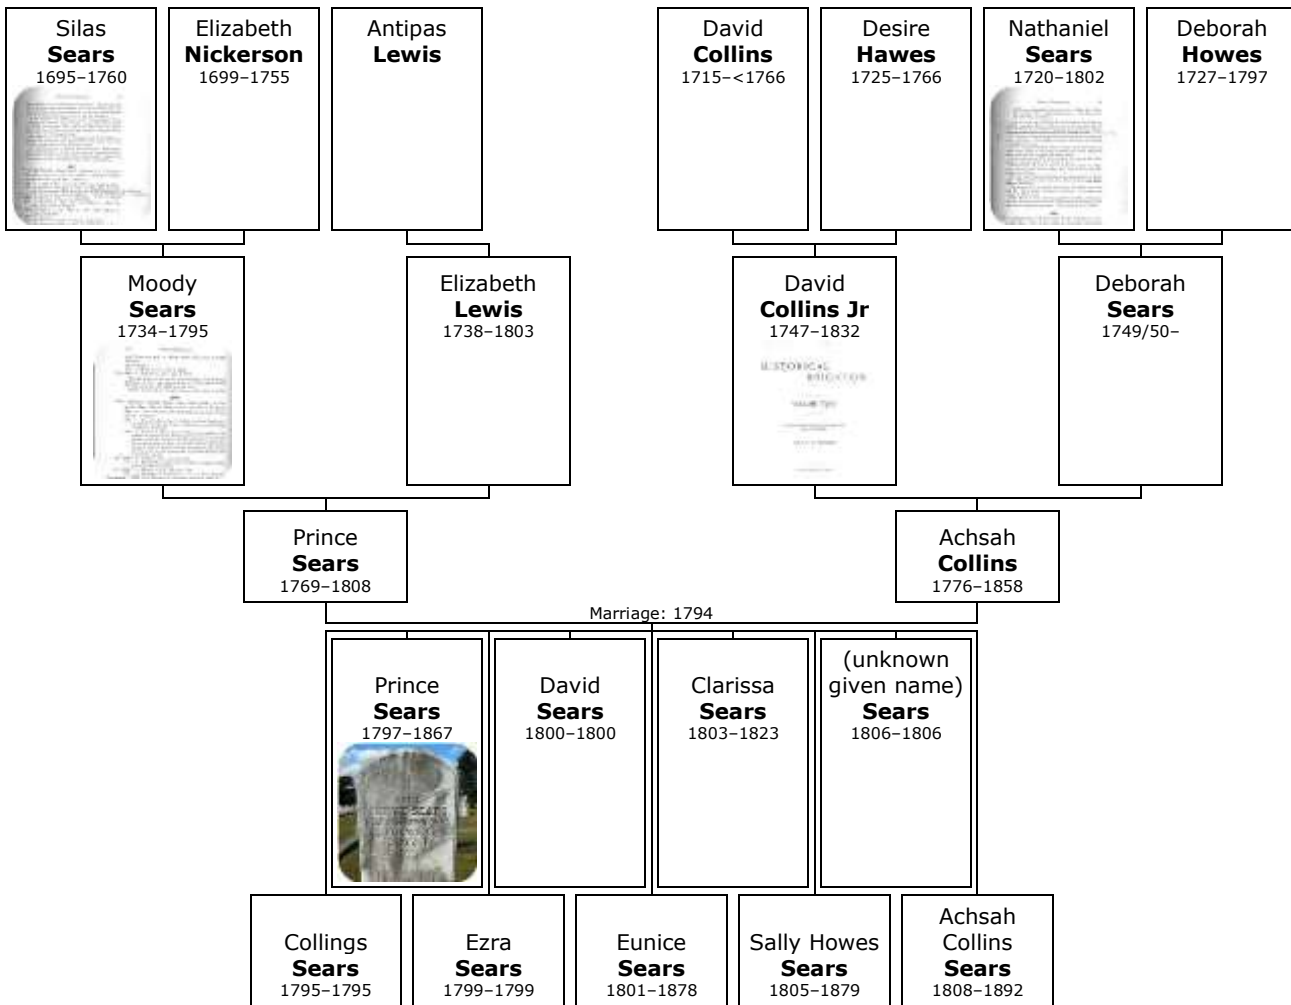 Silas
Sears
1695–1760
Elizabeth
Nickerson
1699–1755
Antipas
Lewis
David
Collins
1715–<1766
Desire
Hawes
1725–1766
Nathaniel
Sears
1720–1802
Deborah
Howes
1727–1797
Moody
Sears
1734–1795
Elizabeth
Lewis
1738–1803
David
Collins Jr
1747–1832
HISTORICAL
Deborah
Sears
1749/50–
Prince
Sears
1769–1808
Achsah
Collins
1776–1858
Marriage: 1794
Prince
Sears
1797–1867
David
Sears
1800–1800
Clarissa
Sears
1803–1823
(unknown
given name)
Sears
1806–1806
Collings
Sears
1795–1795
Ezra
Sears
1799–1799
Eunice
Sears
1801–1878
Sally Howes
Sears
1805–1879
Achsah
Collins
Sears
1808–1892